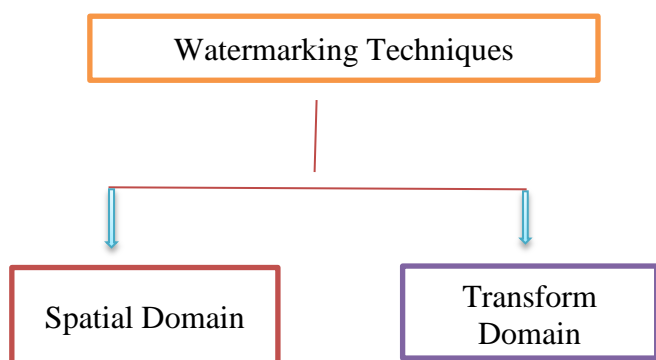 Watermarking Techniques
Spatial Domain
Transform
Domain